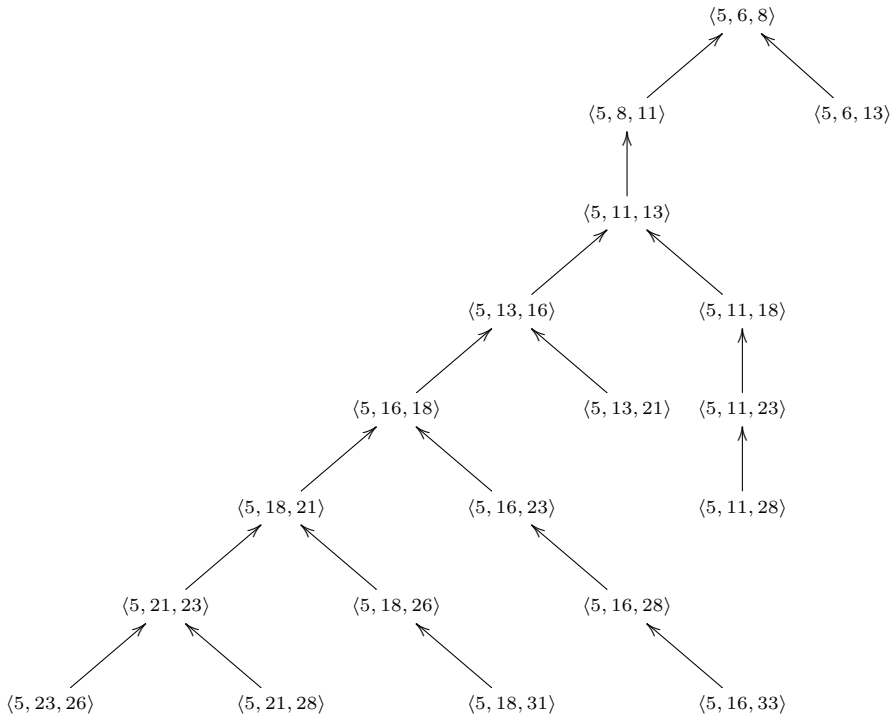 ⟨5, 6, 8⟩
⟨5, 8, 11⟩ ⟨5, 6, 13⟩
⟨5, 11, 13⟩
⟨5, 13, 16⟩ ⟨5, 11, 18⟩
⟨5, 16, 18⟩ ⟨5, 13, 21⟩ ⟨5, 11, 23⟩
⟨5, 18, 21⟩ ⟨5, 16, 23⟩ ⟨5, 11, 28⟩
⟨5, 21, 23⟩ ⟨5, 18, 26⟩ ⟨5, 16, 28⟩
⟨5, 23, 26⟩ ⟨5, 21, 28⟩ ⟨5, 18, 31⟩ ⟨5, 16, 33⟩